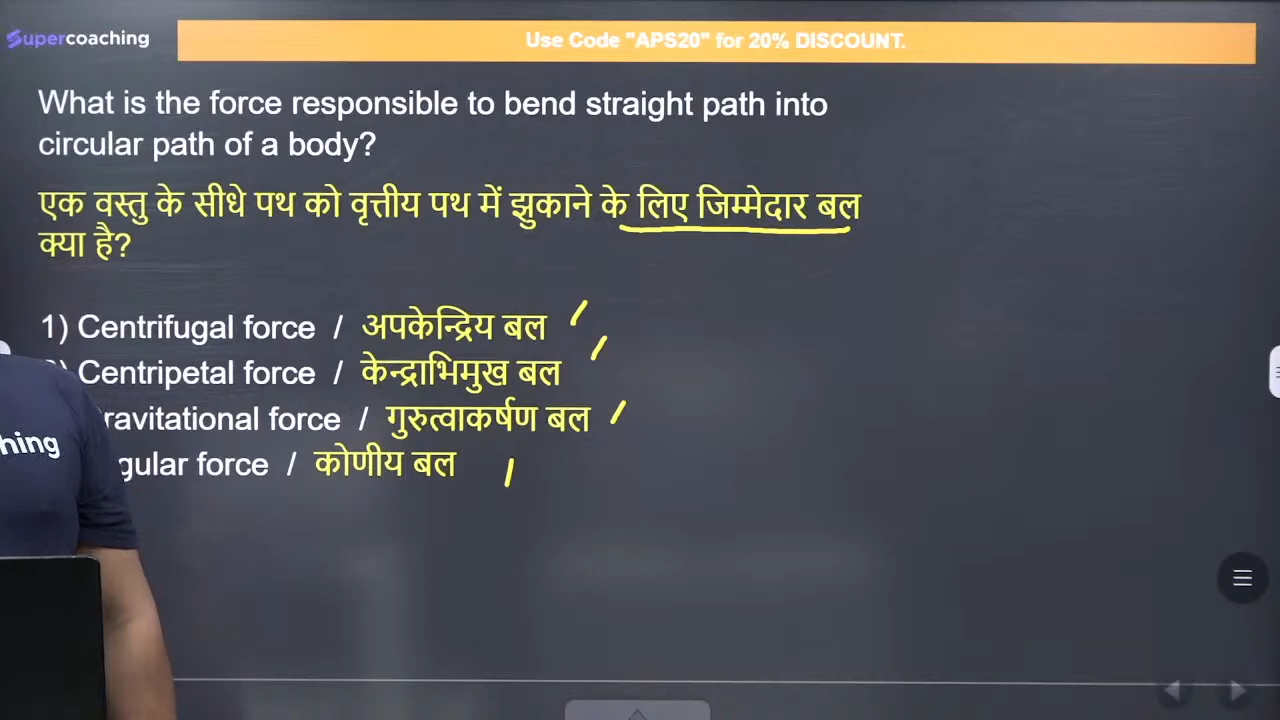 Supercoaching
Use Code "APS20" for 20% DISCOUNT.
What is the force responsible to bend straight path into
circular path of a body?
एक वस्तु के सीधे पथ को वृत्तीय पथ में झुकाने के लिए जिम्मेदार बल
क्या है?
1) Centrifugal force / अपकेन्द्रिय बल
Centripetal force / केन्द्राभिमुख बल
ravitational force / गुरुत्वाकर्षण बल
gular force / कोणीय बल
hing